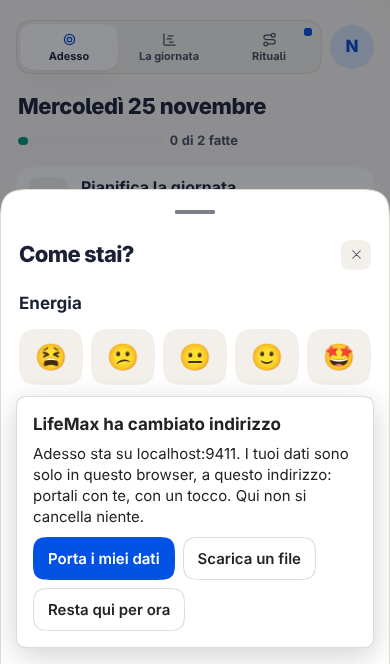 Adesso
La giornata
Rituali
N
Mercoledì 25 novembre
0 di 2 fatte
Pianifica la giornata
Come stai?
Energia
LifeMax ha cambiato indirizzo
Adesso sta su localhost:9411. I tuoi dati sono
solo in questo browser, a questo indirizzo:
portali con te, con un tocco. Qui non si
cancella niente.
Porta i miei dati
Scarica un file
Resta qui per ora